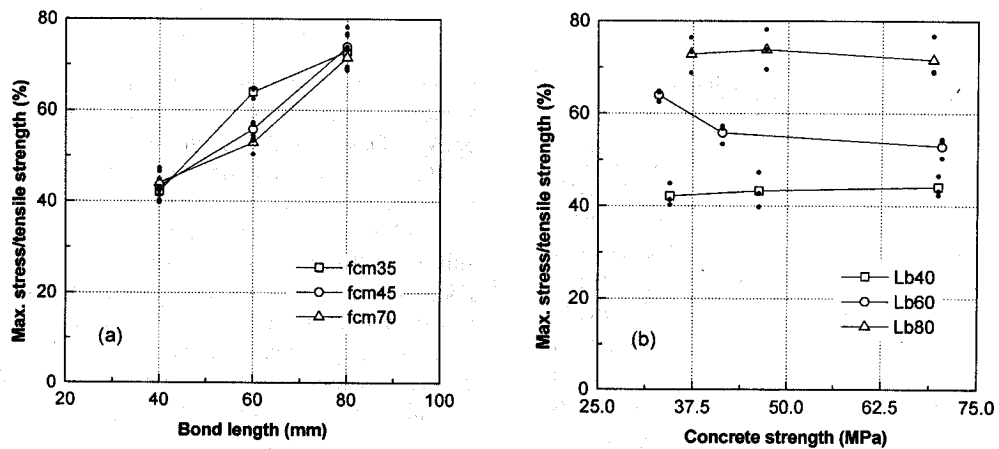 80
60
40
20
0
20
40
60
80
100
Max. stress/tensile strength (%)
Bond length (mm)
(a)
fcm35
fcm45
fcm70
80
60
40
20
0
25.0
37.5
50.0
62.5
75.0
Max. stress/tensile strength (%)
Concrete strength (MPa)
(b)
Lb40
Lb60
Lb80